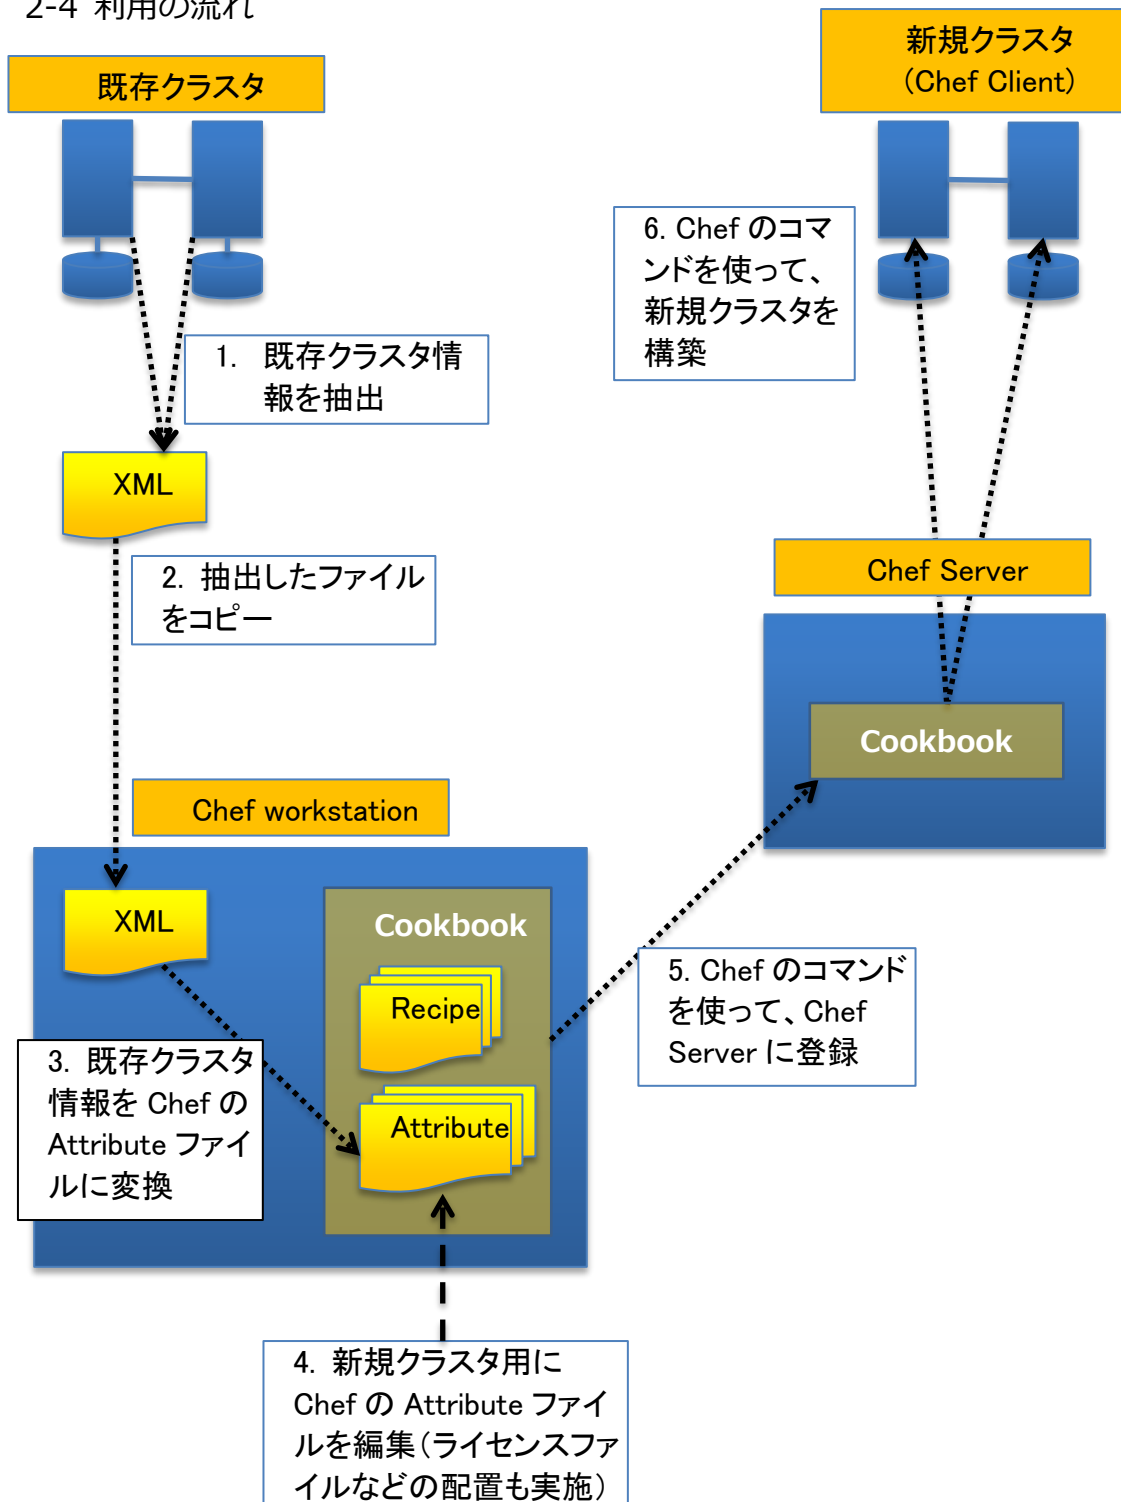 2-4 利用の流れ
既存クラスタ
新規クラスタ
(Chef Client)
6. Chef のコマ
ンドを使って、
新規クラスタを
構築
1. 既存クラスタ情
報を抽出
XML
2. 抽出したファイル
をコピー
Chef Server
Cookbook
Chef workstation
XML
Cookbook
Recipe
Attribute
3. 既存クラスタ
情報を Chef の
Attribute ファイ
ルに変換
5. Chef のコマンド
を使って、Chef
Server に登録
4. 新規クラスタ用に
Chef の Attribute ファイ
ルを編集(ライセンスファ
イルなどの配置も実施)